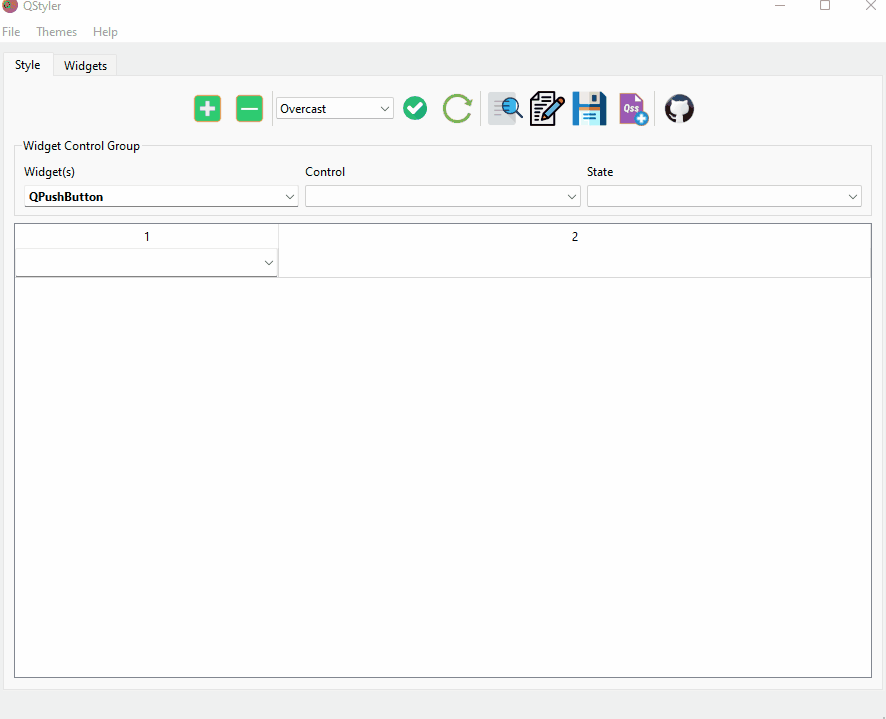 QStyler
File Themes Help
Style Widgets
Overcast
Qss
Widget Control Group
Widget(s) Control State
QPushButton
1 2